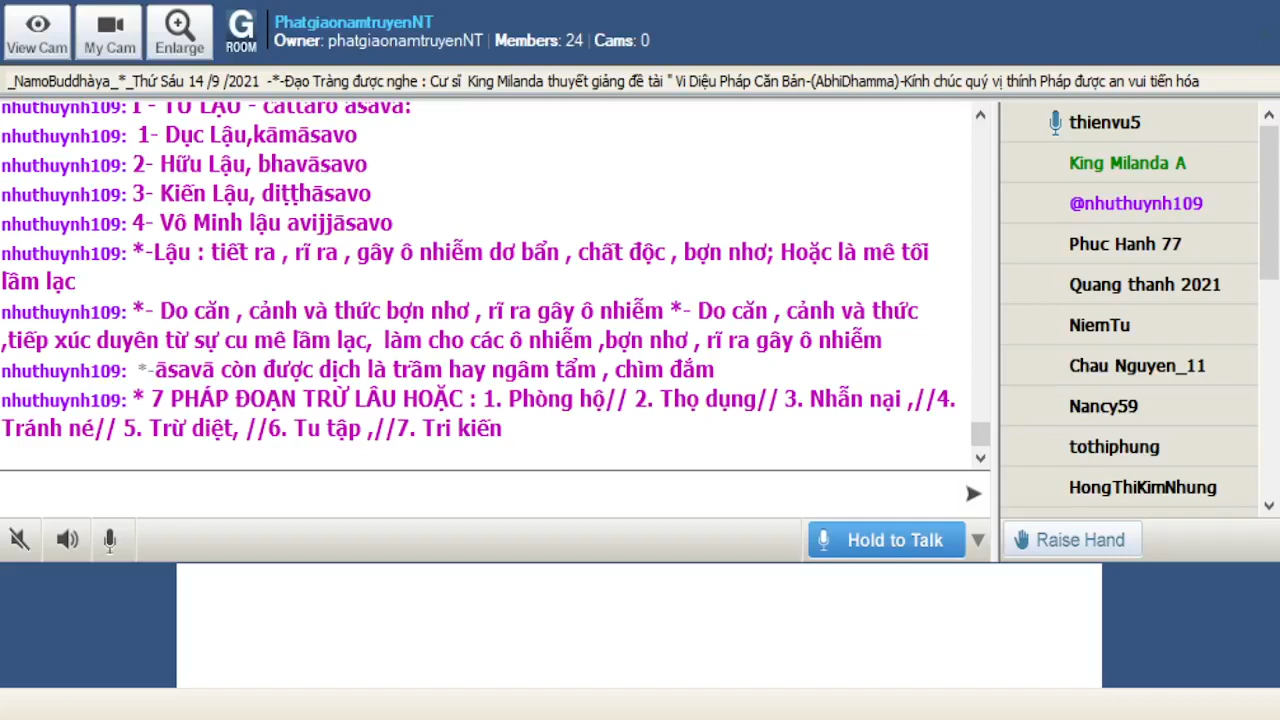 PhatgiaonamtruyenNT
Owner: phatgiaonamtruyenNT | Members: 24 | Cams: 0
View Cam
My Cam
Enlarge
G
ROOM
_NamoBuddhàya_*_Thứ Sáu 14 /9 /2021 -*-Đạo Tràng được nghe : Cư sĩ King Milanda thuyết giảng đề tài " Vi Diệu Pháp Căn Bản-(AbhiDhamma)-Kính chúc quý vị thính Pháp được an vui tiến hóa
nhuthuynh109: I - TỨ LẬU - cattāro āsavā:
nhuthuynh109: 1- Dục Lậu,kāmāsavo
nhuthuynh109: 2- Hữu Lậu, bhavāsavo
nhuthuynh109: 3- Kiến Lậu, diṭṭhāsavo
nhuthuynh109: 4- Vô Minh lậu avijjāsavo
nhuthuynh109: *-Lậu : tiết ra , rĩ ra , gây ô nhiễm dơ bẩn , chất độc , bợn nhơ; Hoặc là mê tối
lầm lạc
nhuthuynh109: *- Do căn , cảnh và thức bợn nhơ , rĩ ra gây ô nhiễm *- Do căn , cảnh và thức
,tiếp xúc duyên từ sự cu mê lầm lạc, làm cho các ô nhiễm ,bợn nhơ , rĩ ra gây ô nhiễm
nhuthuynh109: *-āsavā còn được dịch là trầm hay ngâm tẩm , chìm đắm
nhuthuynh109: * 7 PHÁP ĐOẠN TRỪ LÂU HOẶC : 1. Phòng hộ// 2. Thọ dụng// 3. Nhẫn nại ,//4.
Tránh né// 5. Trừ diệt, //6. Tu tập ,//7. Tri kiến
thienvu5
King Milanda A
@nhuthuynh109
Phuc Hanh 77
Quang thanh 2021
NiemTu
Chau Nguyen_11
Nancy59
tothiphung
HongThiKimNhung
Hold to Talk
Raise Hand